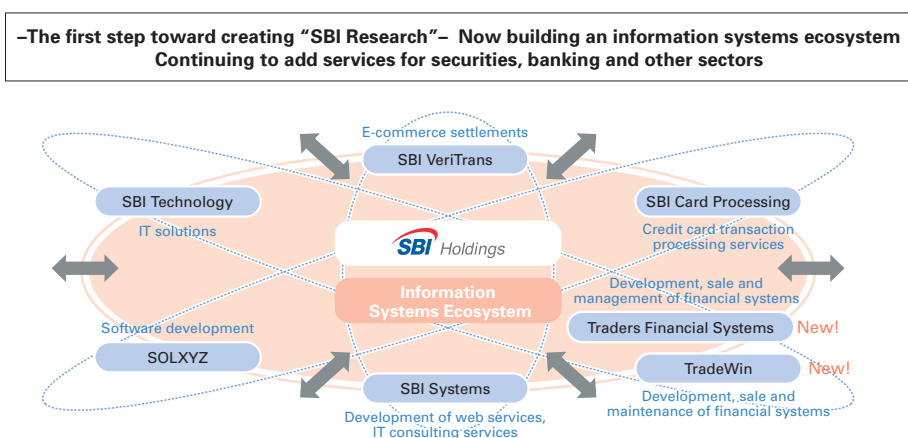 –The first step toward creating “SBI Research”– Now building an information systems ecosystem
Continuing to add services for securities, banking and other sectors
E-commerce settlements
SBI VeriTrans
SBI Technology
IT solutions
SBI Card Processing
Credit card transaction
processing services
SBI Holdings
Information
Systems Ecosystem
Development, sale and
management of financial systems
Traders Financial Systems New!
Software development
SOLXYZ
TradeWin New!
Development, sale and
maintenance of financial systems
SBI Systems
Development of web services,
IT consulting services